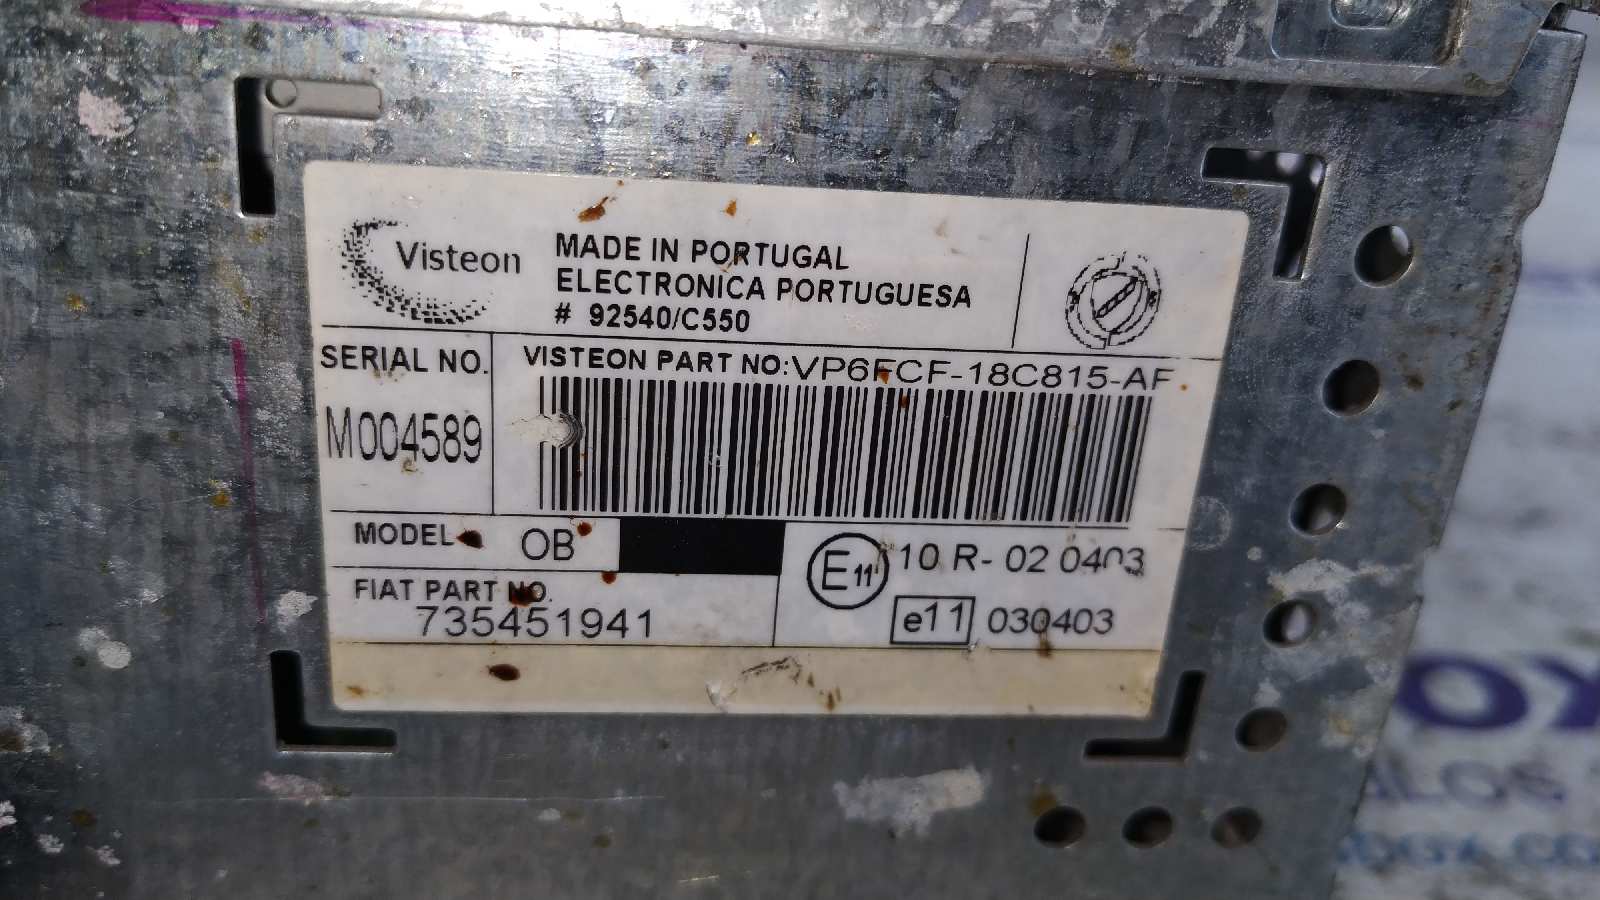 Visteon
MADE IN PORTUGAL
ELECTRONICA PORTUGUESA
# 92540/C550
SERIAL NO.
M004589
VISTEON PART NO:VP6FCF-18C815-AF
MODEL OB
FIAT PART NO.
735451941
E11 10 R- 02 0403
e11 030403